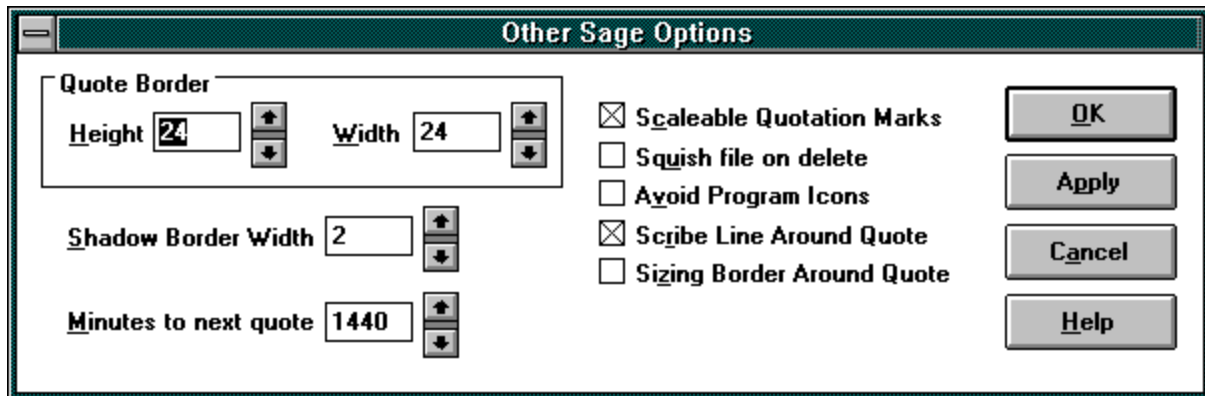 Other Sage Options
Quote Border
Height 24 Width 24
Shadow Border Width 2
Minutes to next quote 1440
Scaleable Quotation Marks
Squish file on delete
Avoid Program Icons
Scribe Line Around Quote
Sizing Border Around Quote
OK
Apply
Cancel
Help